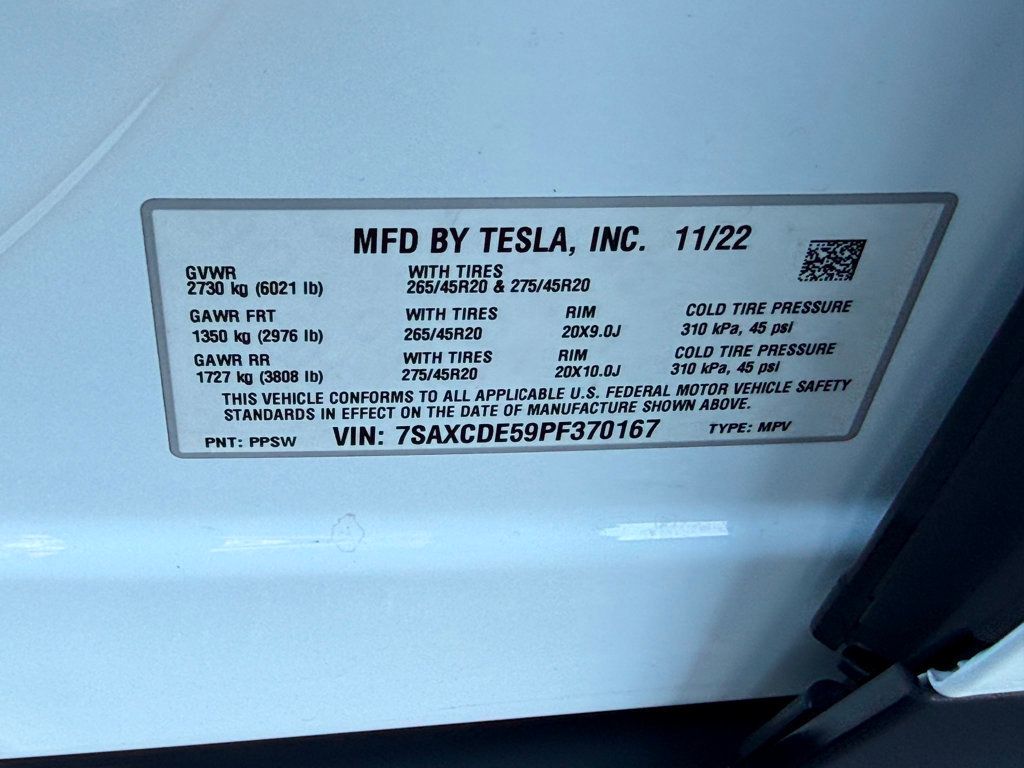 MFD BY TESLA, INC. 11/22
GVWR WITH TIRES
2730 kg (6021 lb) 265/45R20 & 275/45R20
GAWR FRT WITH TIRES RIM COLD TIRE PRESSURE
1350 kg (2976 lb) 265/45R20 20X9.0J 310 kPa, 45 psi
GAWR RR WITH TIRES RIM COLD TIRE PRESSURE
1727 kg (3808 lb) 275/45R20 20X10.0J 310 kPa, 45 psi
THIS VEHICLE CONFORMS TO ALL APPLICABLE U.S. FEDERAL MOTOR VEHICLE SAFETY
STANDARDS IN EFFECT ON THE DATE OF MANUFACTURE SHOWN ABOVE.
PNT: PPSW VIN: 7SAXCDE59PF370167 TYPE: MPV